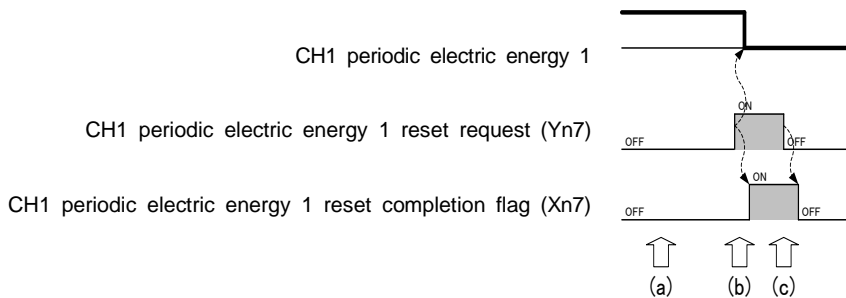 CH1 periodic electric energy 1
ON
CH1 periodic electric energy 1 reset request (Yn7)
OFF
OFF
ON
CH1 periodic electric energy 1 reset completion flag (Xn7)
OFF
OFF
(a) (b) (c)